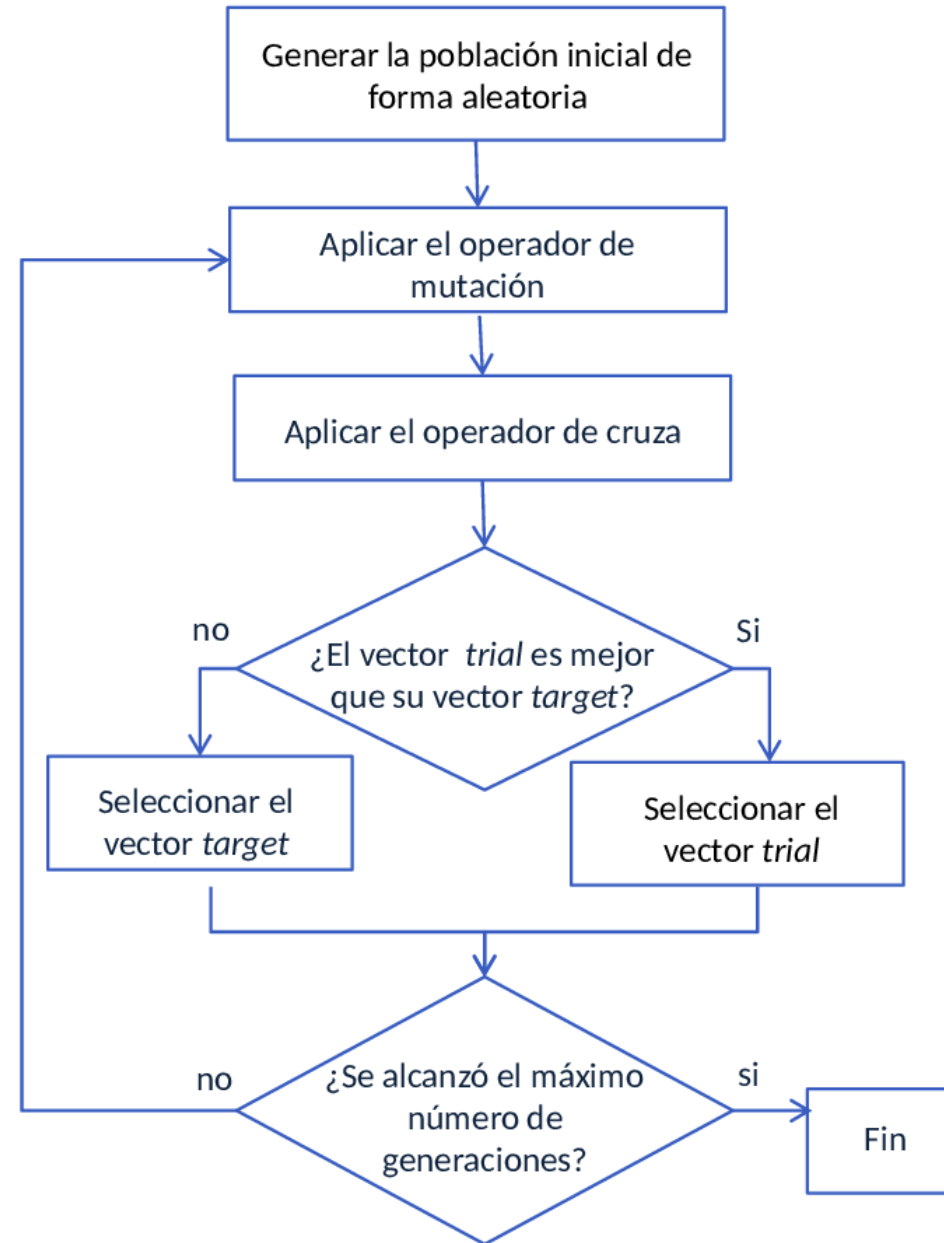 Generar la población inicial de
forma aleatoria
Aplicar el operador de
mutación
Aplicar el operador de cruza
no
Si
¿El vector trial es mejor
que su vector target?
Seleccionar el
vector target
Seleccionar el
vector trial
no
¿Se alcanzó el máximo
número de
generaciones?
si
Fin